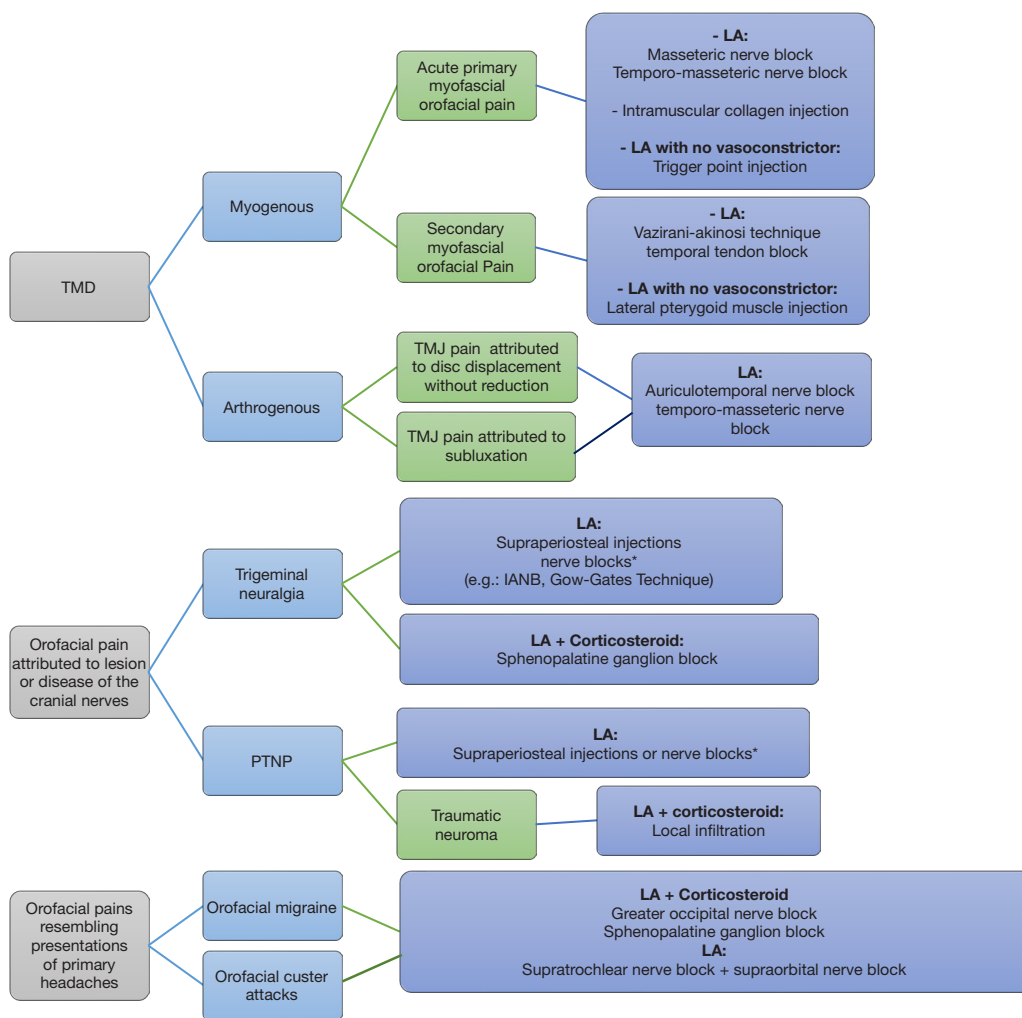 TMD
Myogenous
Acute primary
myofascial
orofacial pain
- LA:
Masseteric nerve block
Temporo-masseteric nerve block
- Intramuscular collagen injection
- LA with no vasoconstrictor:
Trigger point injection
Secondary
myofascial
orofacial Pain
- LA:
Vazirani-akinosi technique
temporal tendon block
- LA with no vasoconstrictor:
Lateral pterygoid muscle injection
Arthrogenous
TMJ pain attributed
to disc displacement
without reduction
TMJ pain attributed to
subluxation
LA:
Auriculotemporal nerve block
temporo-masseteric nerve
block
Orofacial pain
attributed to lesion
or disease of the
cranial nerves
Trigeminal
neuralgia
LA:
Supraperiosteal injections
nerve blocks*
(e.g.: IANB, Gow-Gates Technique)
LA + Corticosteroid:
Sphenopalatine ganglion block
PTNP
LA:
Supraperiosteal injections or nerve blocks*
Traumatic
neuroma
LA + corticosteroid:
Local infiltration
Orofacial pains
resembling
presentations
of primary
headaches
Orofacial migraine
Orofacial custer
attacks
LA + Corticosteroid
Greater occipital nerve block
Sphenopalatine ganglion block
LA:
Supratrochlear nerve block + supraorbital nerve block